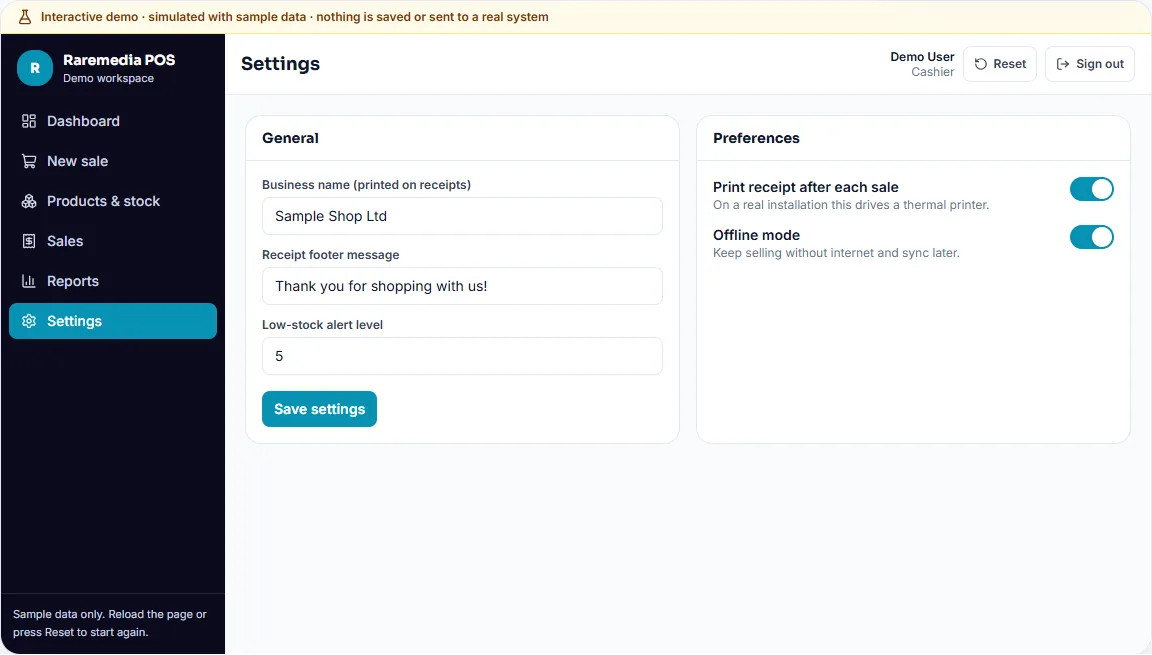 Interactive demo · simulated with sample data · nothing is saved or sent to a real system
R
Raremedia POS
Demo workspace
Dashboard
New sale
Products & stock
Sales
Reports
Settings
Sample data only. Reload the page or
press Reset to start again.
Settings
Demo User
Cashier
Reset
Sign out
General
Business name (printed on receipts)
Sample Shop Ltd
Receipt footer message
Thank you for shopping with us!
Low-stock alert level
5
Save settings
Preferences
Print receipt after each sale
On a real installation this drives a thermal printer.
Offline mode
Keep selling without internet and sync later.